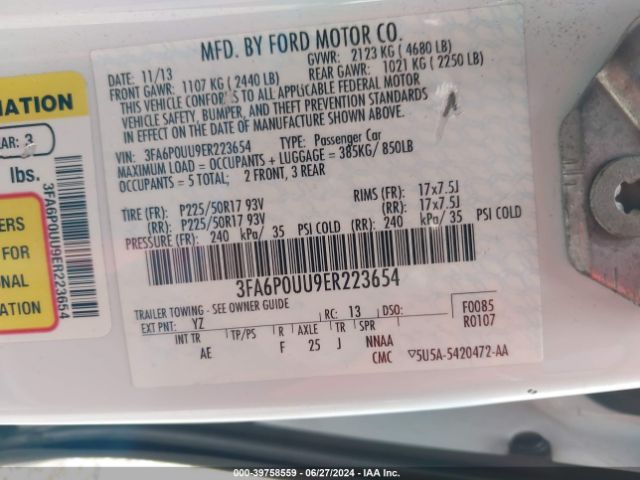 MFD. BY FORD MOTOR CO.
DATE: 11/13 GVWR: 2123 KG (4680 LB)
FRONT GAWR: 1107 KG (2440 LB) REAR GAWR: 1021 KG (2250 LB)
THIS VEHICLE CONFORMS TO ALL APPLICABLE FEDERAL MOTOR
VEHICLE SAFETY, BUMPER, AND THEFT PREVENTION STANDARDS
IN EFFECT ON THE DATE OF MANUFACTURE SHOWN ABOVE.
VIN: 3FA6P0UU9ER223654 TYPE: Passenger Car
MAXIMUM LOAD = OCCUPANTS + LUGGAGE = 385KG/ 850LB
OCCUPANTS = 5 TOTAL; 2 FRONT, 3 REAR
TIRE (FR): P225/50R17 93V RIMS (FR): 17x7.5J
(RR): P225/50R17 93V (RR): 17x7.5J
PRESSURE (FR): 240 kPa/ 35 PSI COLD (RR): 240 kPa/ 35 PSI COLD
3FA6P0UU9ER223654
TRAILER TOWING - SEE OWNER GUIDE
EXT PNT: YZ RC: 13 DSO: F0085
INT TR TP/PS R AXLE TR SPR R0107
AE F 25 J NNAA
CMC ▽5U5A-5420472-AA
MATION
EAR: 3
lbs.
ERS
FOR
ONAL
ATION
3FA6P0UU9ER223654
000-39758559 - 06/27/2024 - IAA Inc.